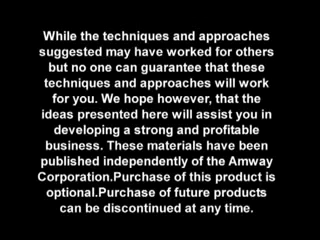 While the techniques and approaches
suggested may have worked for others
but no one can guarantee that these
techniques and approaches will work
for you. We hope however, that the
ideas presented here will assist you in
developing a strong and profitable
business. These materials have been
published independently of the Amway
Corporation.Purchase of this product is
optional.Purchase of future products
can be discontinued at any time.